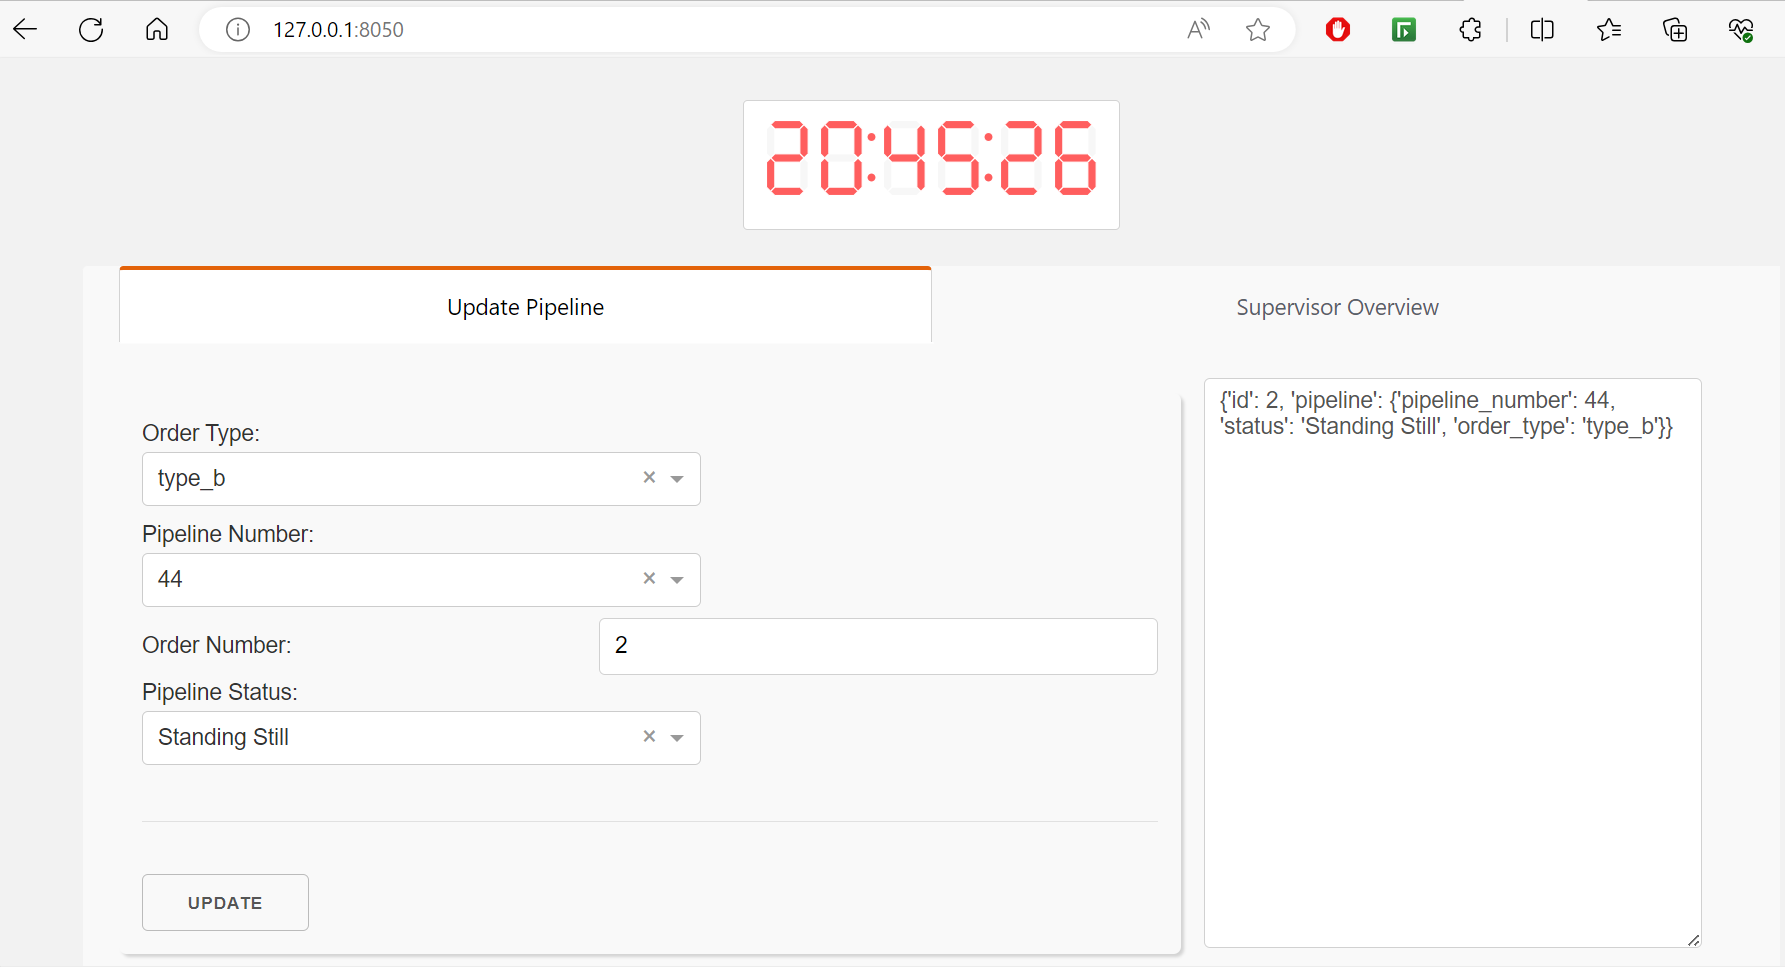 127.0.0.1:8050
20:45:26
Update Pipeline
Supervisor Overview
Order Type:
type_b
Pipeline Number:
44
Order Number:
2
Pipeline Status:
Standing Still
UPDATE
{'id': 2, 'pipeline': {'pipeline_number': 44,
'status': 'Standing Still', 'order_type': 'type_b'}}